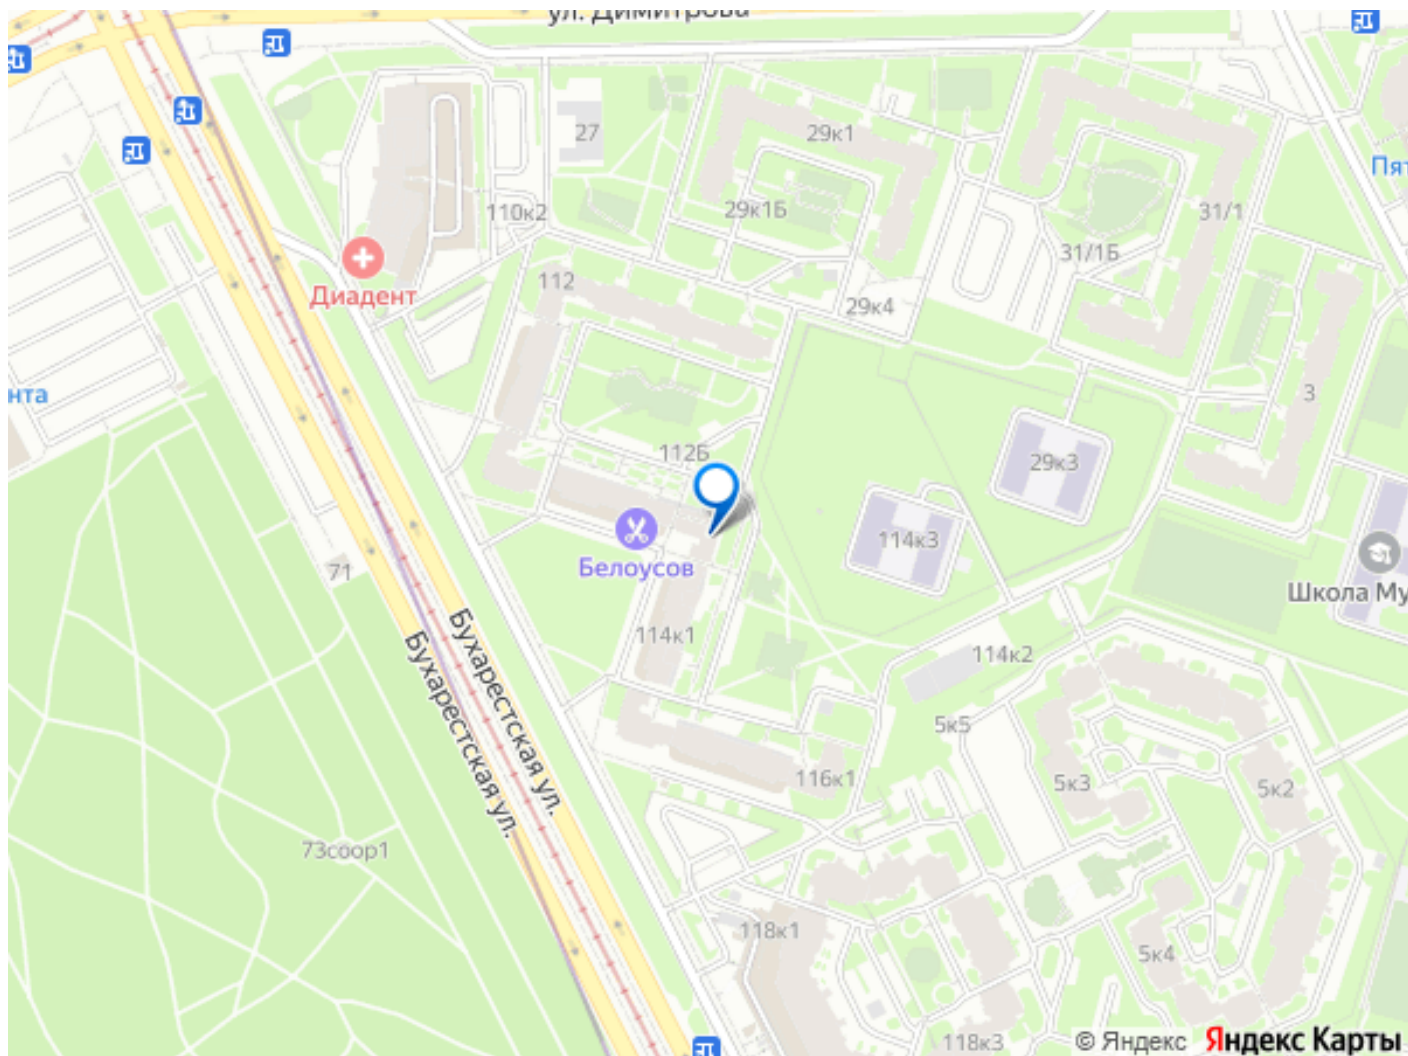 ул. Димитрова
27
29к1
Пят
110к2
29к1Б
31/1
31/1Б
112
Диадент
29к4
нта
3
112Б
29к3
114к3
Белоусов
71
Школа Му
Бухарестская ул.
Бухарестская ул.
114к1
114к2
5к5
116к1
5к3
5к2
73соор1
118к1
5к4
118к3
© Яндекс Яндекс Карты